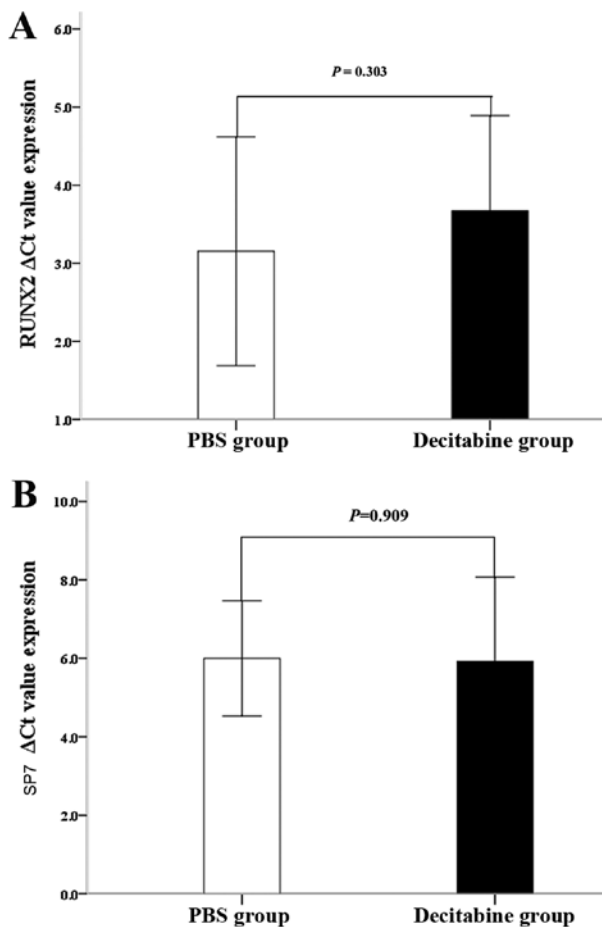 A
RUNX2 ΔCt value expression
6.0
5.0
4.0
3.0
2.0
1.0
P = 0.303
PBS group
Decitabine group
B
SP7 ΔCt value expression
10.0
8.0
6.0
4.0
2.0
0.0
P=0.909
PBS group
Decitabine group